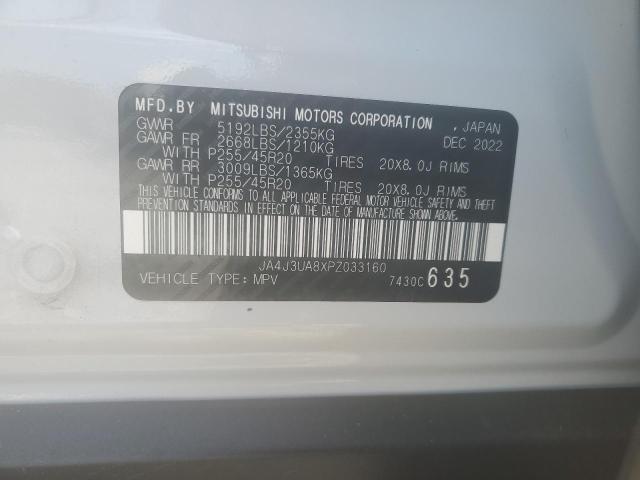 MFD.BY MITSUBISHI MOTORS CORPORATION , JAPAN
GVWR 5192LBS/2355KG DEC 2022
GAWR FR 2668LBS/1210KG
WITH P255/45R20 TIRES 20X8.0J RIMS
GAWR RR 3009LBS/1365KG
WITH P255/45R20 TIRES 20X8.0J RIMS
THIS VEHICLE CONFORMS TO ALL APPLICABLE FEDERAL MOTOR VEHICLE SAFETY AND THEFT
PREVENTION STANDARDS IN EFFECT ON THE DATE OF MANUFACTURE SHOWN ABOVE.
JA4J3UA8XPZ033160
VEHICLE TYPE: MPV 7430C 635